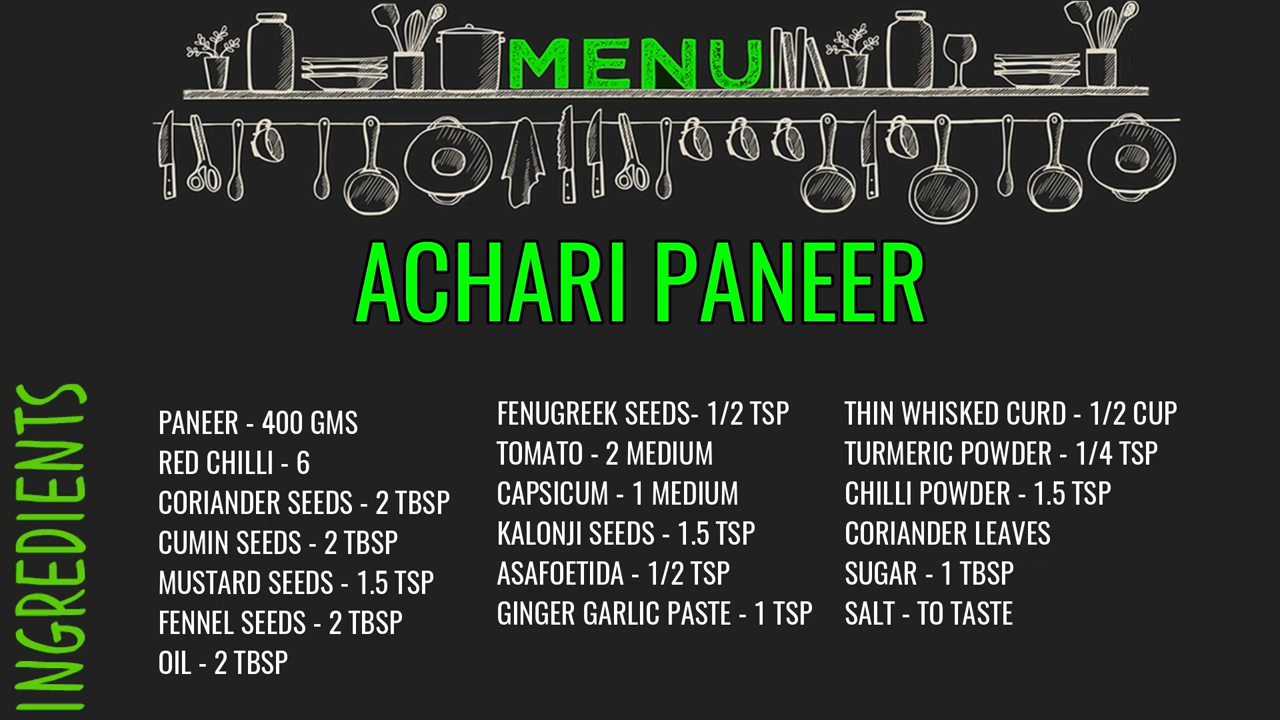 MENU
ACHARI PANEER
INGREDIENTS
PANEER - 400 GMS
RED CHILLI - 6
CORIANDER SEEDS - 2 TBSP
CUMIN SEEDS - 2 TBSP
MUSTARD SEEDS - 1.5 TSP
FENNEL SEEDS - 2 TBSP
OIL - 2 TBSP
FENUGREEK SEEDS- 1/2 TSP
TOMATO - 2 MEDIUM
CAPSICUM - 1 MEDIUM
KALONJI SEEDS - 1.5 TSP
ASAFOETIDA - 1/2 TSP
GINGER GARLIC PASTE - 1 TSP
THIN WHISKED CURD - 1/2 CUP
TURMERIC POWDER - 1/4 TSP
CHILLI POWDER - 1.5 TSP
CORIANDER LEAVES
SUGAR - 1 TBSP
SALT - TO TASTE